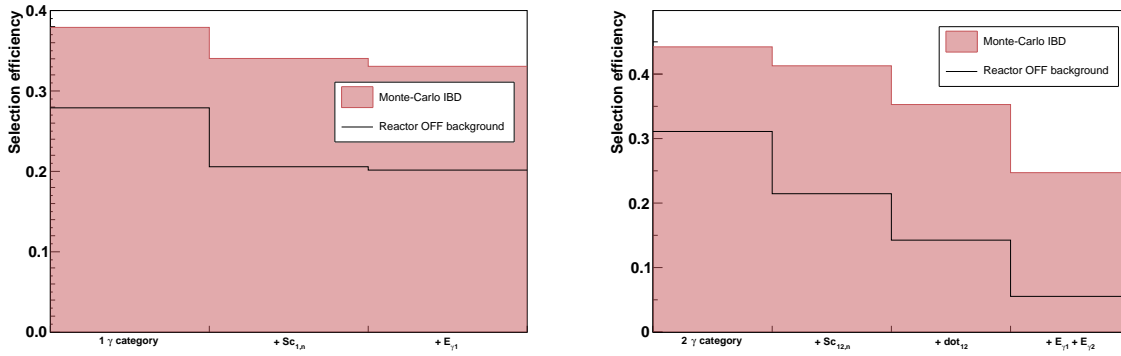 Selection efficiency
0.4
0.3
0.2
0.1
0.0
Monte-Carlo IBD
Reactor OFF background
1 γ category
+ Sc1,n
+ Eγ1
Selection efficiency
0.4
0.3
0.2
0.1
0
Monte-Carlo IBD
Reactor OFF background
2 γ category
+ Sc12,n
+ dot12
+ Eγ1 + Eγ2